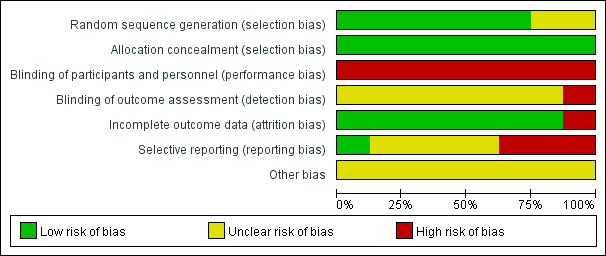 Random sequence generation (selection bias)
Allocation concealment (selection bias)
Blinding of participants and personnel (performance bias)
Blinding of outcome assessment (detection bias)
Incomplete outcome data (attrition bias)
Selective reporting (reporting bias)
Other bias
0% 25% 50% 75% 100%
Low risk of bias Unclear risk of bias High risk of bias